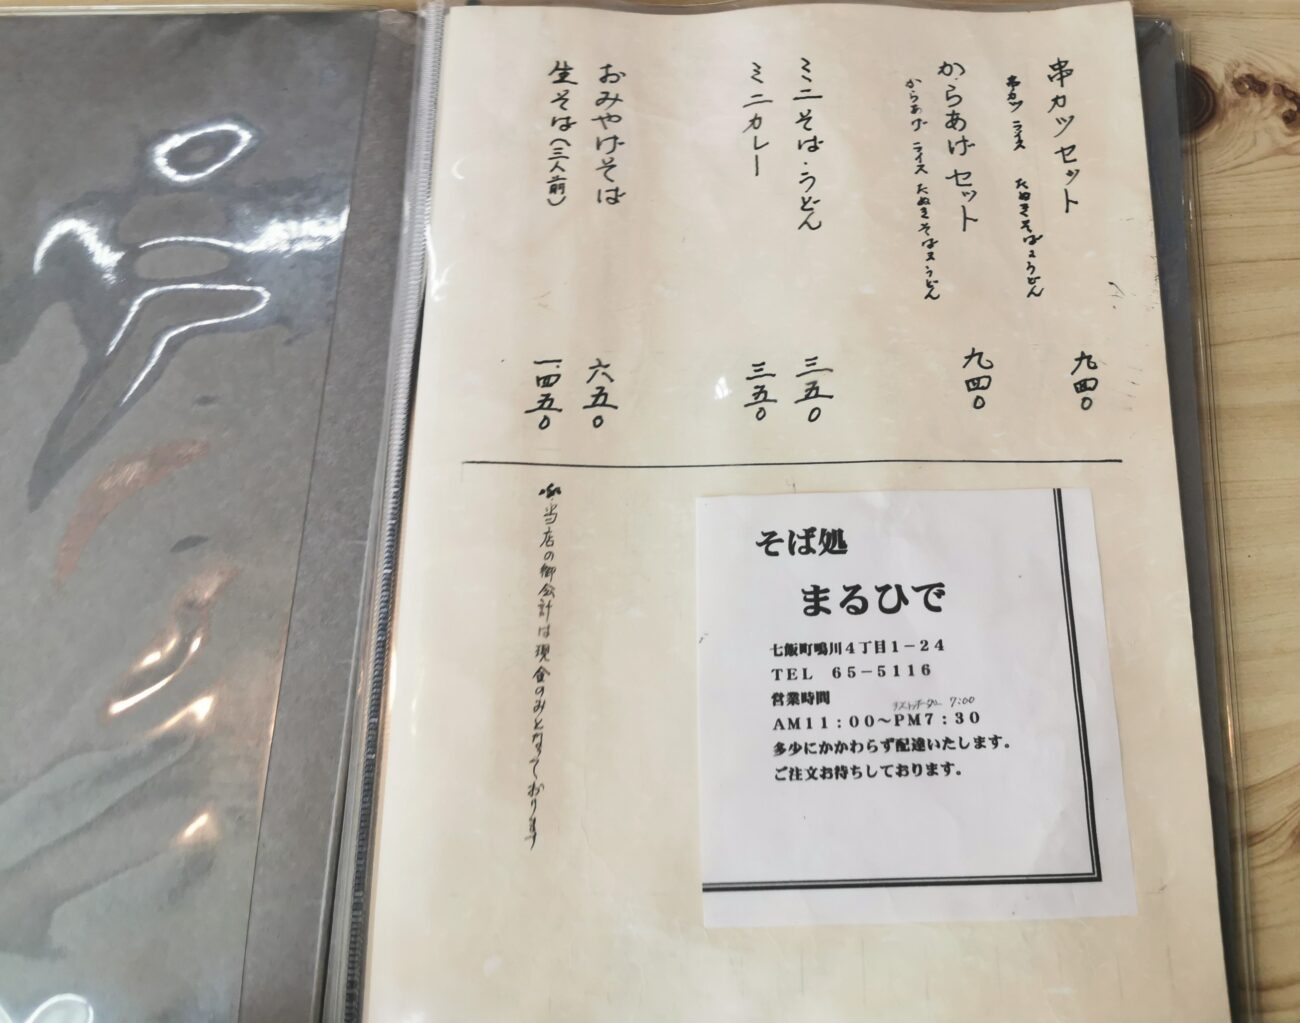 串カツセット 九四〇
串カツ ライス たぬきそば又うどん
からあげセット 九四〇
からあげ ライス たぬきそば又うどん
ミニそば・うどん 三五〇
ミニカレー 三五〇
おみやげそば 六五〇
生そば(三人前) 一、四五〇
当店の御会計は現金のみとなっております
そば処
まるひで
七飯町鳴川4丁目1-24
TEL 65-5116
営業時間
ラストオーダー 7:00
AM11:00〜PM7:30
多少にかかわらず配達いたします。
ご注文お待ちしております。